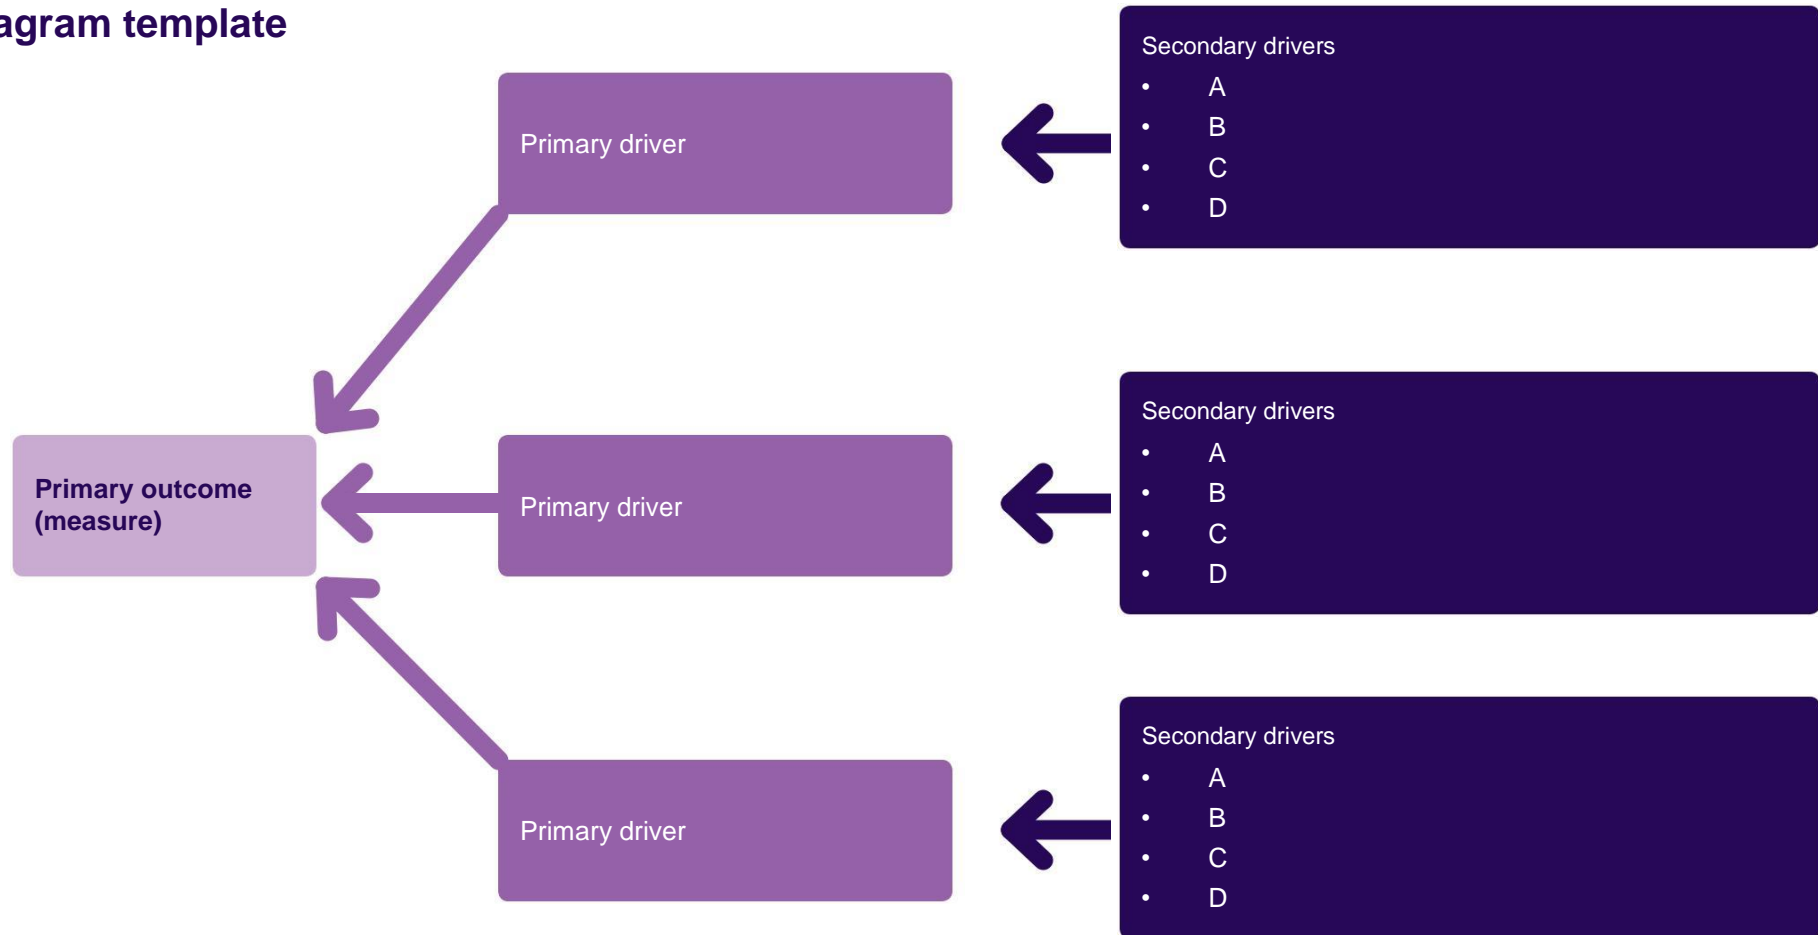 agram template
Secondary drivers
• A
• B
• C
• D
Primary driver
Secondary drivers
• A
• B
• C
• D
Primary outcome
(measure)
Primary driver
Secondary drivers
• A
• B
• C
• D
Primary driver